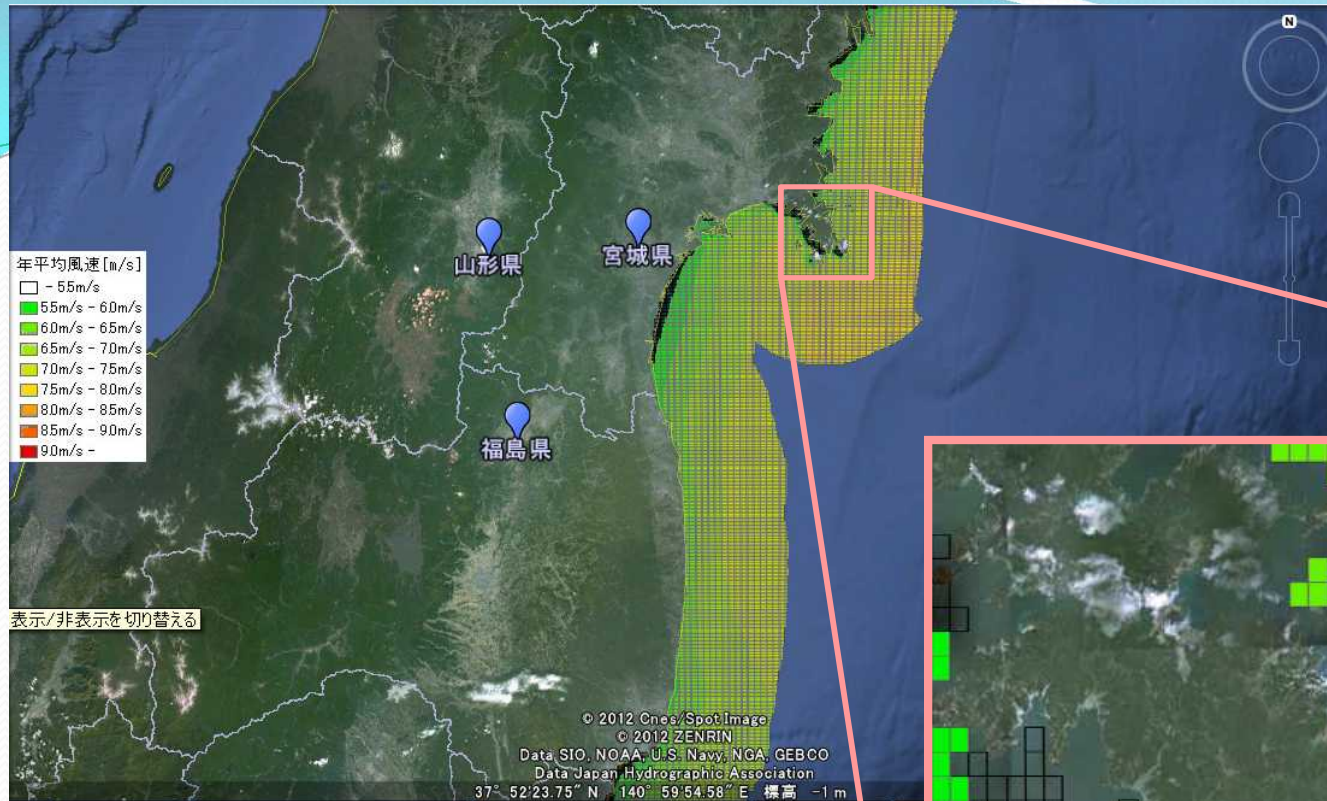 N
山形県
宮城県
年平均風速[m/s]
- 5.5m/s
5.5m/s - 6.0m/s
6.0m/s - 6.5m/s
6.5m/s - 7.0m/s
7.0m/s - 7.5m/s
7.5m/s - 8.0m/s
8.0m/s - 8.5m/s
8.5m/s - 9.0m/s
9.0m/s -
福島県
表示/非表示を切り替える
© 2012 Cnes/Spot Image
© 2012 ZENRIN
Data SIO, NOAA, U.S. Navy, NGA, GEBCO
Data Japan Hydrographic Association
37° 52'23.75" N 140° 59'54.58" E 標高 -1 m